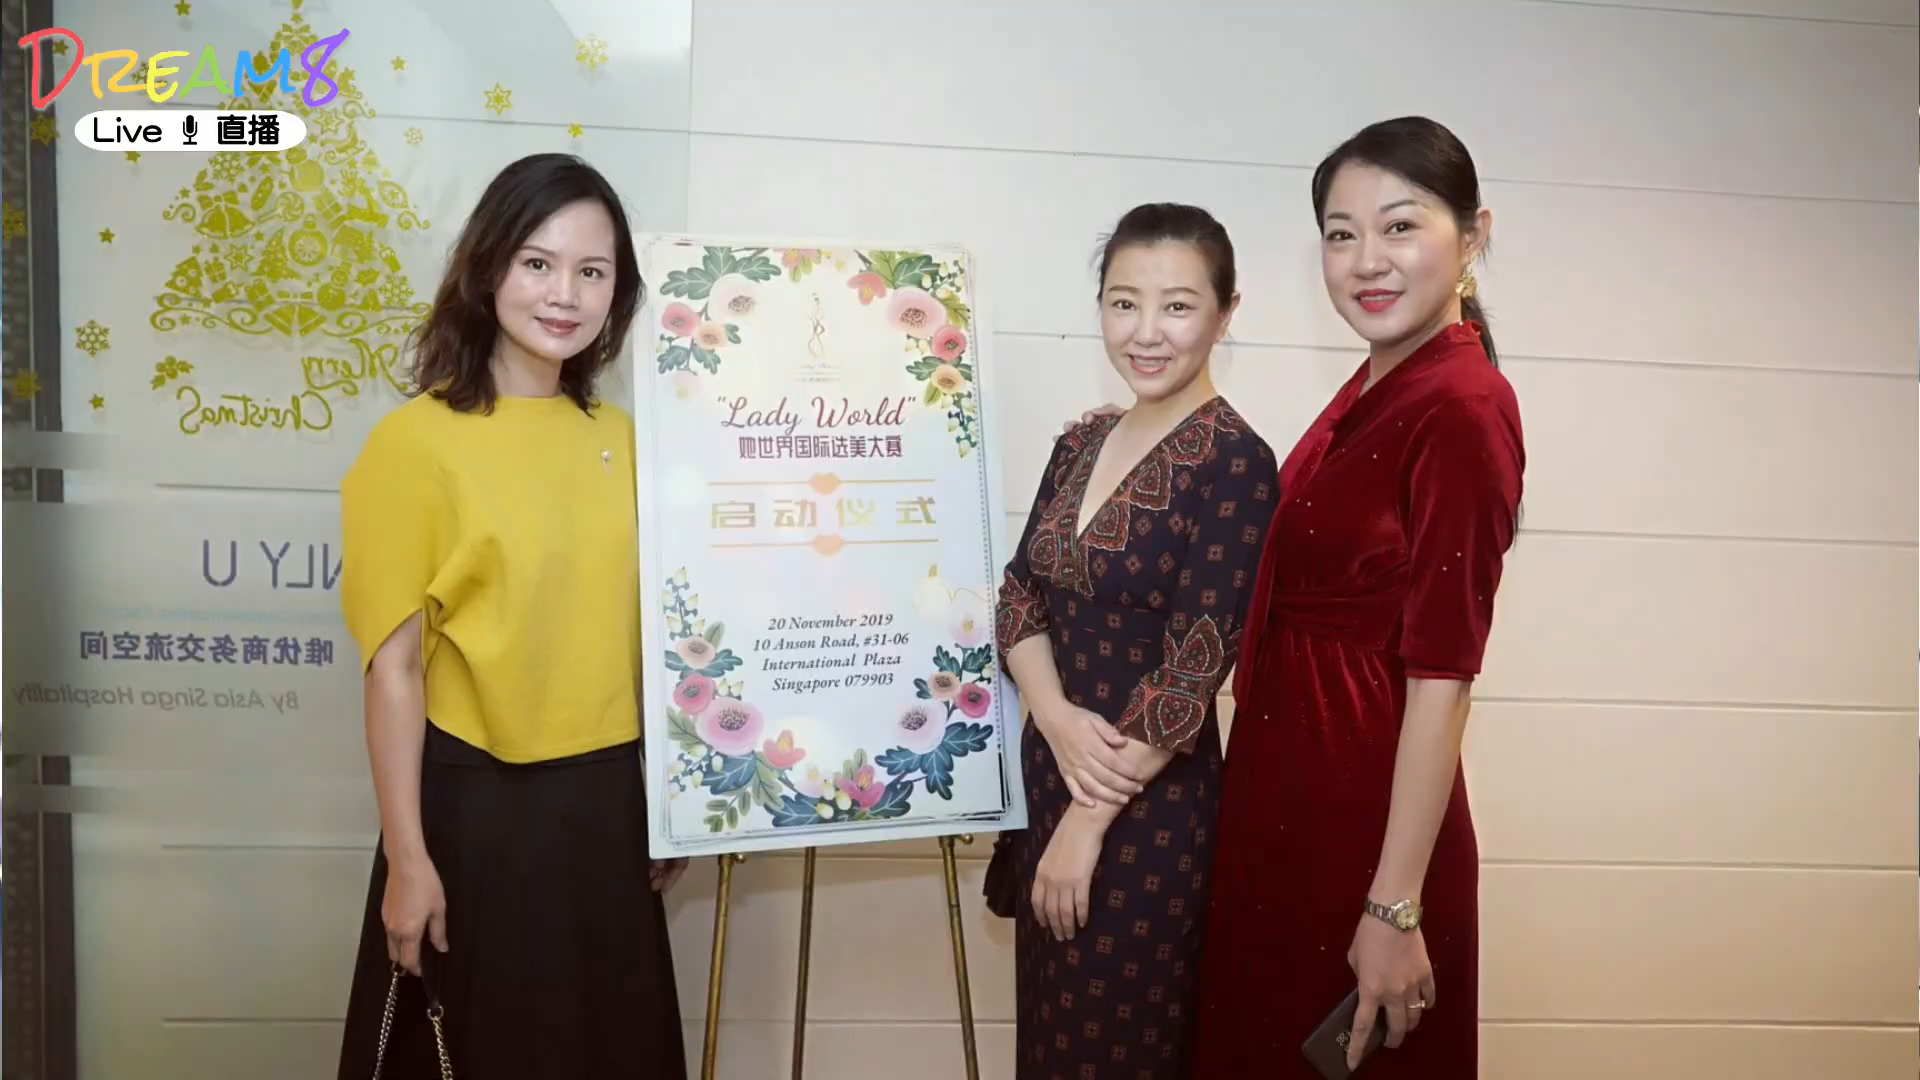 DREAM8
Live 直播
Merry
Christmas
NLY U
唯优商务交流空间
By Asia Singa Hospitality
"Lady World"
她世界国际选美大赛
启动仪式
20 November 2019
10 Anson Road, #31-06
International Plaza
Singapore 079903